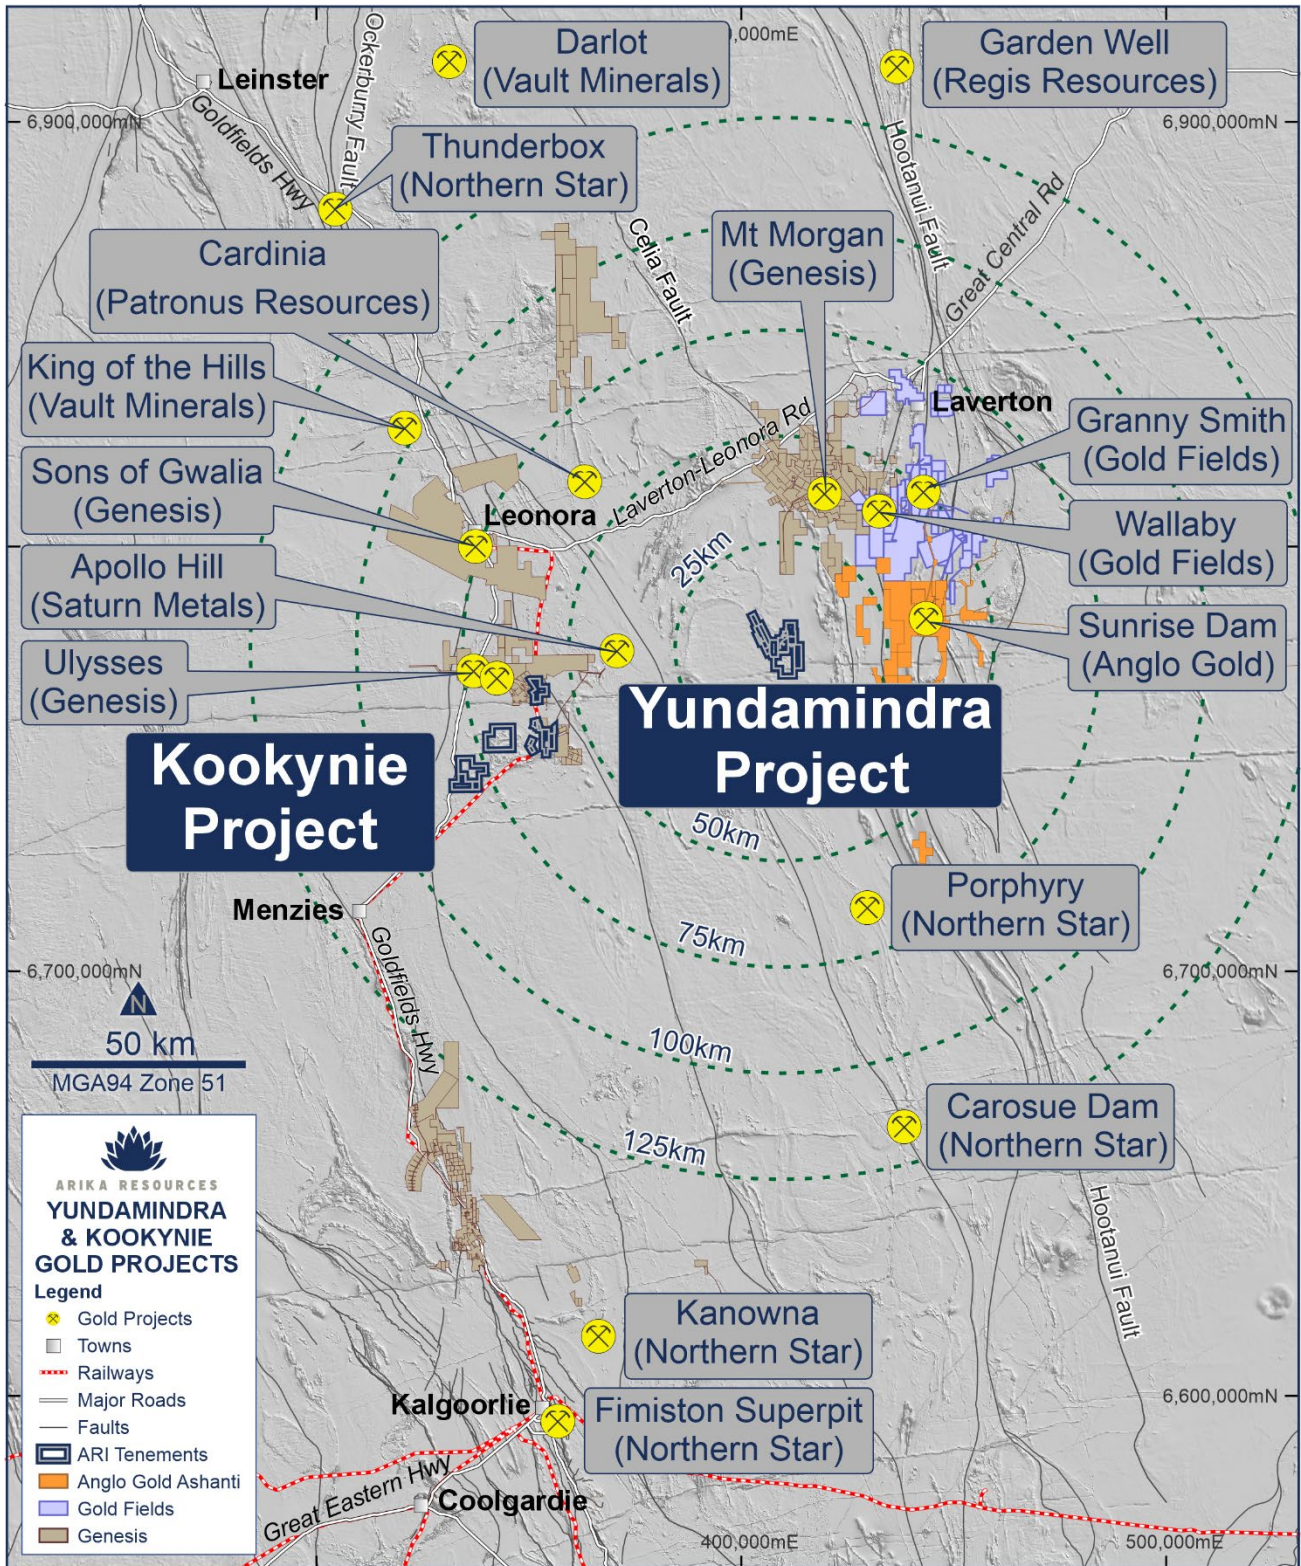 Darlot
(Vault Minerals)
,000mE
Garden Well
(Regis Resources)
Leinster
Ockerburry Fault
6,900,000mN
6,900,000mN
Goldfields Hwy
Thunderbox
(Northern Star)
Hootanui Fault
Great Central Rd
Cardinia
(Patronus Resources)
Celia Fault
Mt Morgan
(Genesis)
King of the Hills
(Vault Minerals)
Laverton
Laverton-Leonora Rd
Granny Smith
(Gold Fields)
Sons of Gwalia
(Genesis)
Leonora
Wallaby
(Gold Fields)
Apollo Hill
(Saturn Metals)
25km
Sunrise Dam
(Anglo Gold)
Ulysses
(Genesis)
Yundamindra
Project
Kookynie
Project
50km
Porphyry
(Northern Star)
Menzies
75km
Goldfields Hwy
6,700,000mN
6,700,000mN
N
50 km
MGA94 Zone 51
100km
Carosue Dam
(Northern Star)
125km
Hootanui Fault
ARIKA RESOURCES
YUNDAMINDRA
& KOOKYNIE
GOLD PROJECTS
Legend
Gold Projects
Towns
Railways
Major Roads
Faults
ARI Tenements
Anglo Gold Ashanti
Gold Fields
Genesis
Kanowna
(Northern Star)
6,600,000mN
Kalgoorlie
Fimiston Superpit
(Northern Star)
Great Eastern Hwy
Coolgardie
400,000mE
500,000mE